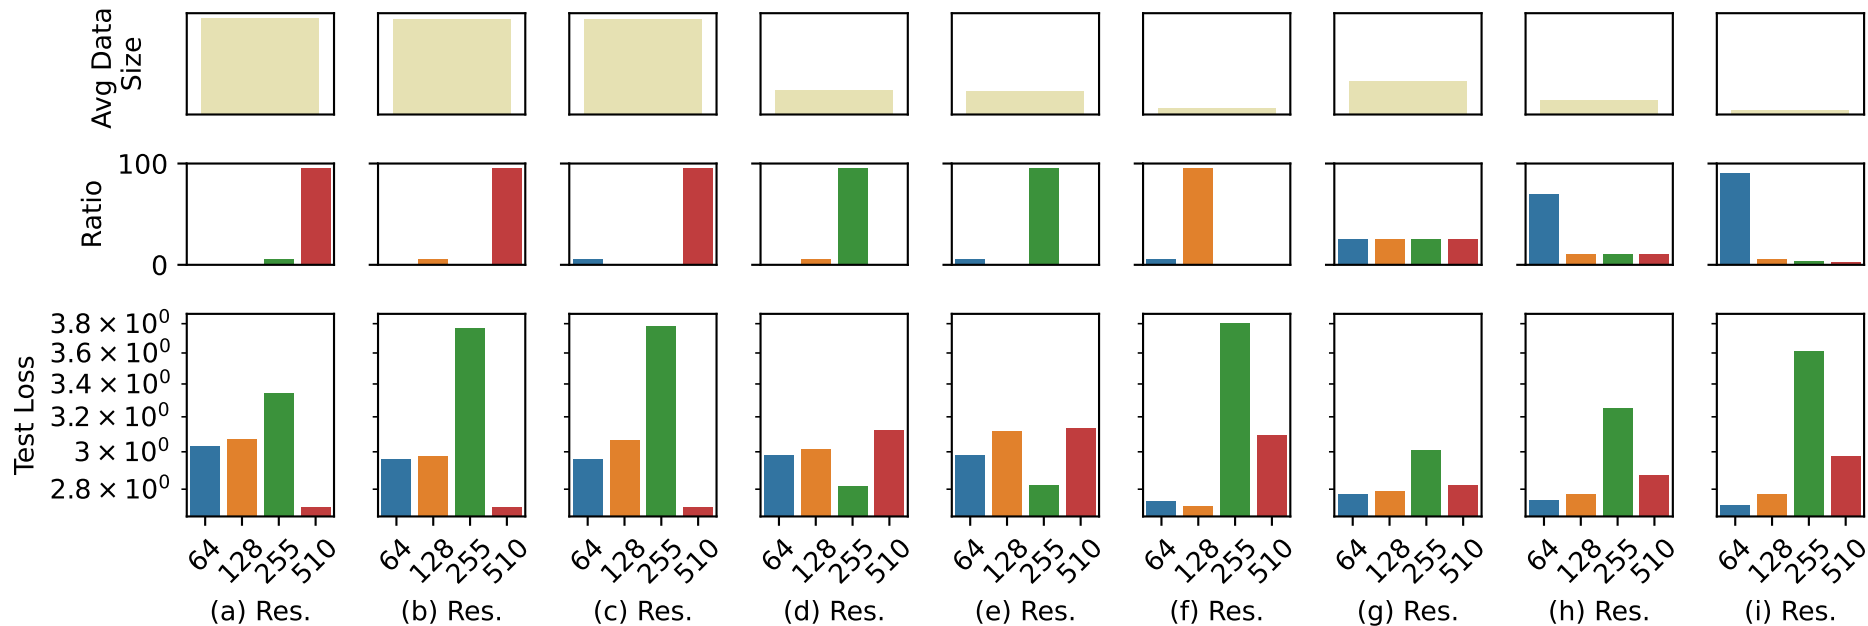 Avg Data
Size
100
0
Ratio
3.8 × 10⁰
3.6 × 10⁰
3.4 × 10⁰
3.2 × 10⁰
3 × 10⁰
2.8 × 10⁰
Test Loss
64 128 255 510 64 128 255 510 64 128 255 510 64 128 255 510 64 128 255 510 64 128 255 510 64 128 255 510 64 128 255 510 64 128 255 510
(a) Res. (b) Res. (c) Res. (d) Res. (e) Res. (f) Res. (g) Res. (h) Res. (i) Res.